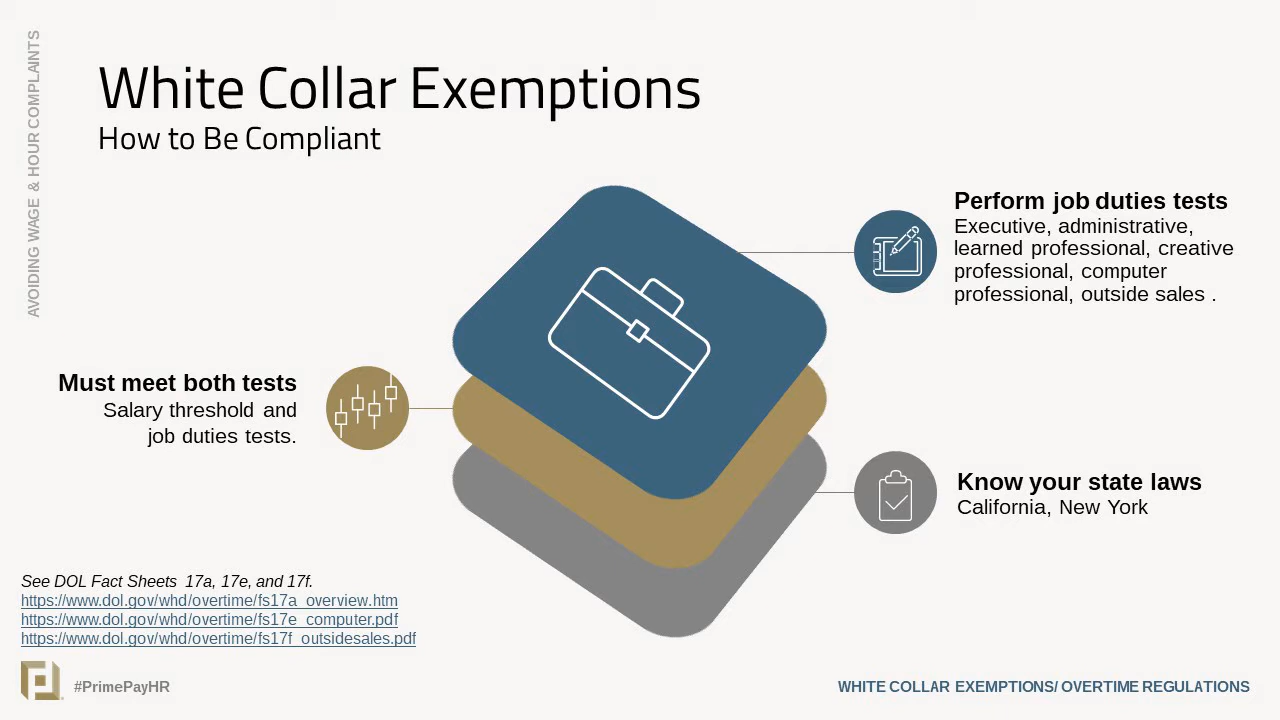 AVOIDING WAGE & HOUR COMPLAINTS
White Collar Exemptions
How to Be Compliant
Perform job duties tests
Executive, administrative,
learned professional, creative
professional, computer
professional, outside sales .
Must meet both tests
Salary threshold and
job duties tests.
Know your state laws
California, New York
See DOL Fact Sheets 17a, 17e, and 17f.
https://www.dol.gov/whd/overtime/fs17a_overview.htm
https://www.dol.gov/whd/overtime/fs17e_computer.pdf
https://www.dol.gov/whd/overtime/fs17f_outsidesales.pdf
#PrimePayHR
WHITE COLLAR EXEMPTIONS/ OVERTIME REGULATIONS